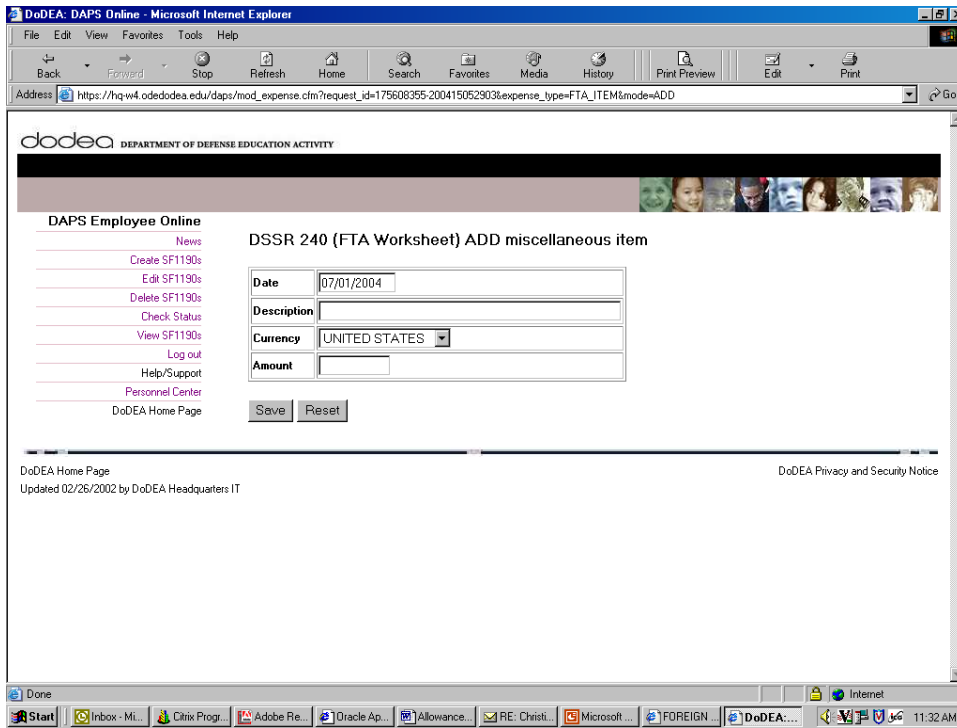 DoDEA: DAPS Online - Microsoft Internet Explorer
File Edit View Favorites Tools Help
Back Forward Stop Refresh Home Search Favorites Media History Print Preview Edit Print
Address https://hq-w4.odedodea.edu/daps/mod_expense.cfm?request_id=175608355-200415052903&expense_type=FTA_ITEM&mode=ADD Go
dodea DEPARTMENT OF DEFENSE EDUCATION ACTIVITY
DAPS Employee Online
News
Create SF1190s
Edit SF1190s
Delete SF1190s
Check Status
View SF1190s
Log out
Help/Support
Personnel Center
DoDEA Home Page
DSSR 240 (FTA Worksheet) ADD miscellaneous item
Date 07/01/2004
Description
Currency UNITED STATES
Amount
Save Reset
DoDEA Home Page DoDEA Privacy and Security Notice
Updated 02/26/2002 by DoDEA Headquarters IT
Done Internet
Start Inbox - Mi... Citrix Progr... Adobe Re... Oracle Ap... Allowance... RE: Christi... Microsoft ... FOREIGN ... DoDEA:... 11:32 AM